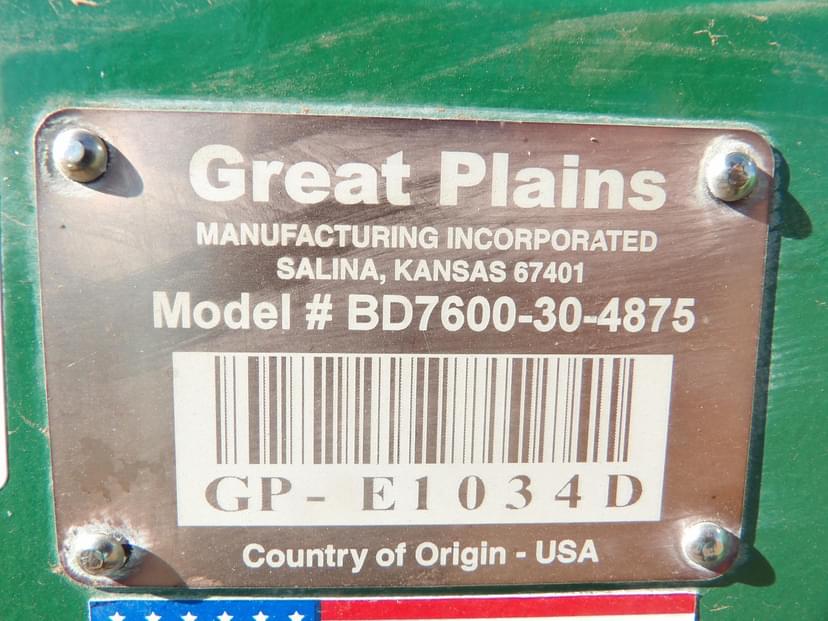 Great Plains
MANUFACTURING INCORPORATED
SALINA, KANSAS 67401
Model # BD7600-30-4875
GP- E1034D
Country of Origin - USA